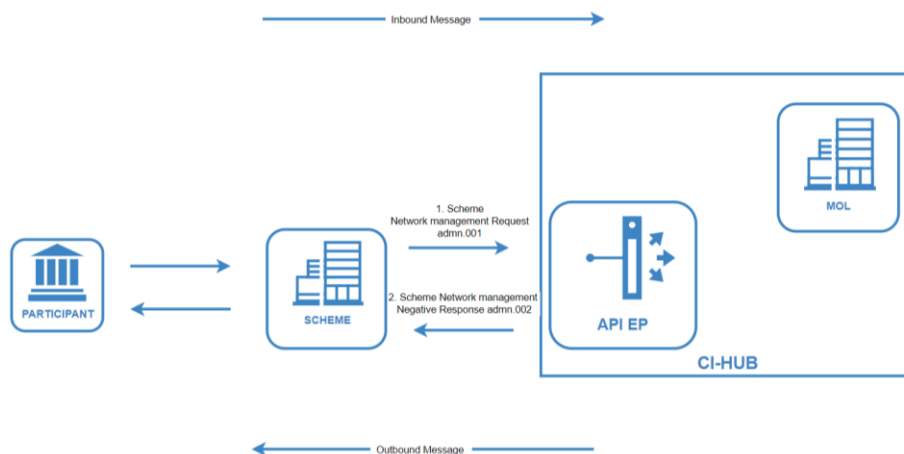 Inbound Message
MOL
1. Scheme
Network management Request
admn.001
PARTICIPANT
SCHEME
2. Scheme Network management
Negative Response admn.002
API EP
CI-HUB
Outbound Message